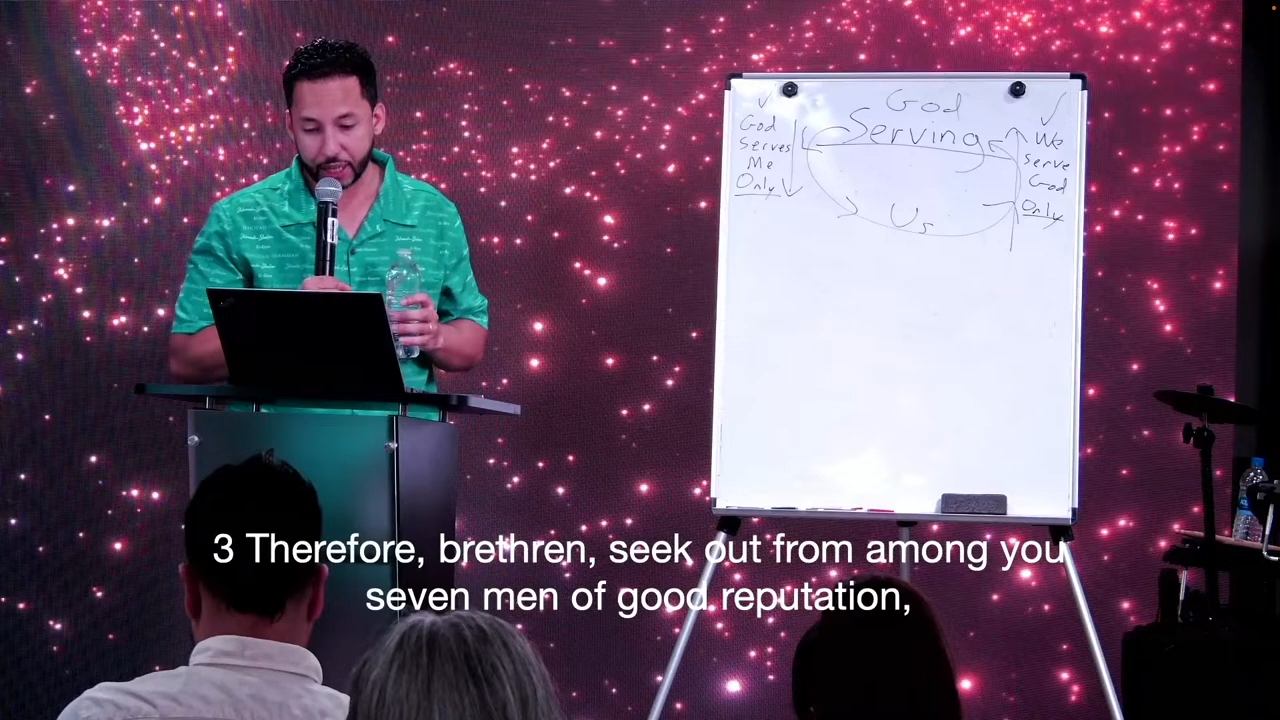 God
Serving
✓
God
Serves
Me
Only
✓
We
serve
God
Only
Us
3 Therefore, brethren, seek out from among you
seven men of good reputation,